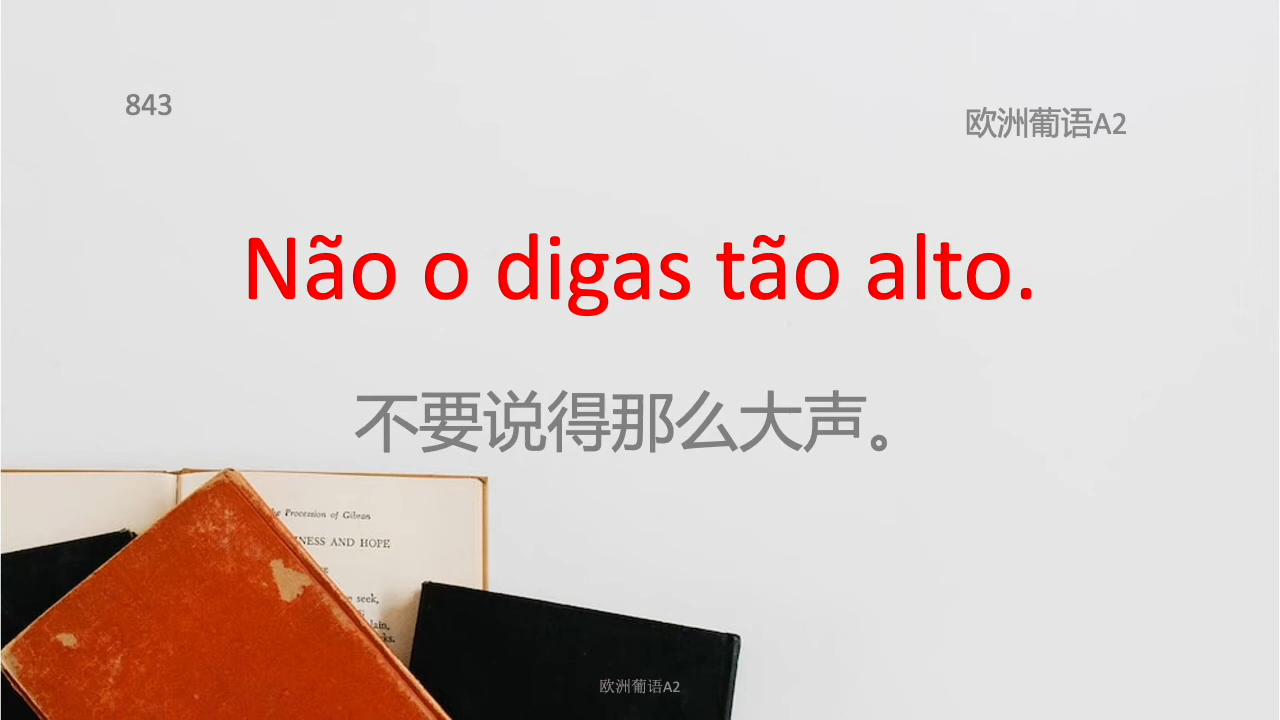 843
欧洲葡语A2
Não o digas tão alto.
不要说得那么大声。
Procession of Gibran
NESS AND HOPE
seek,
欧洲葡语A2